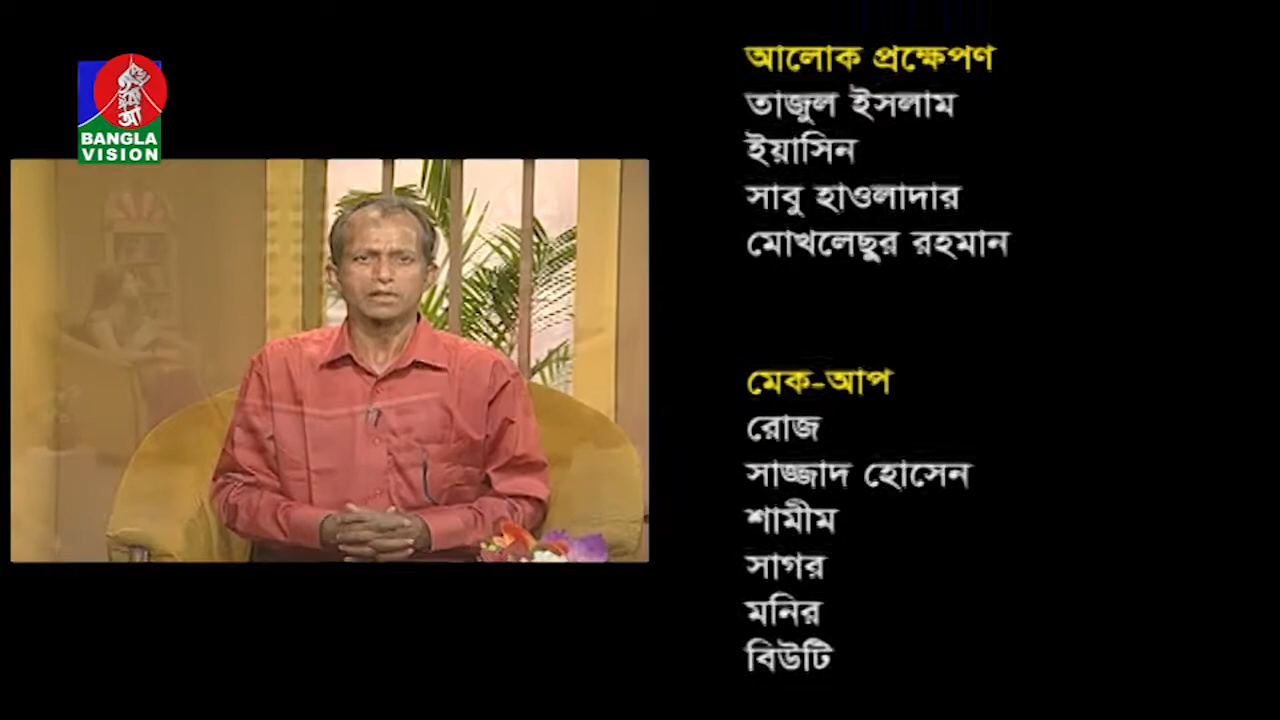 BANGLA
VISION
আলোক প্রক্ষেপণ
তাজুল ইসলাম
ইয়াসিন
সাবু হাওলাদার
মোখলেছুর রহমান
মেক-আপ
রোজ
সাজ্জাদ হোসেন
শামীম
সাগর
মনির
বিউটি